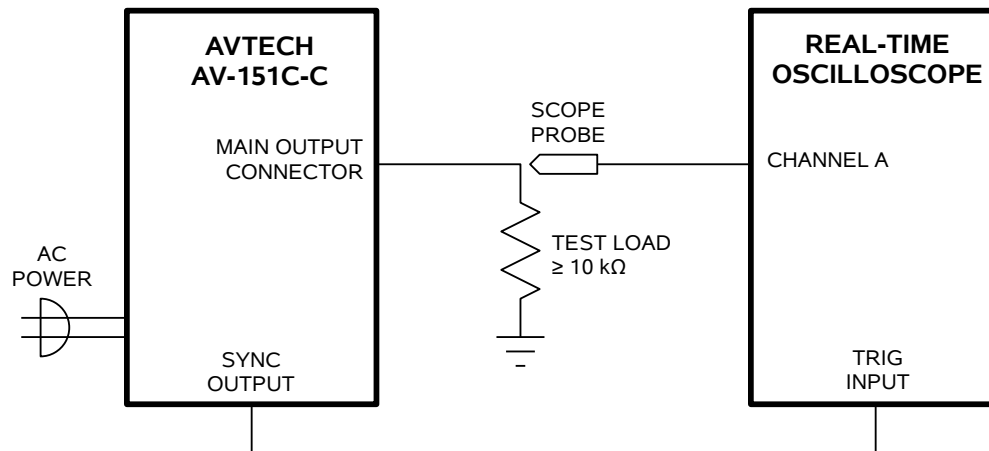 AVTECH
AV-151C-C
REAL-TIME
OSCILLOSCOPE
SCOPE
PROBE
MAIN OUTPUT
CONNECTOR
CHANNEL A
TEST LOAD
≥ 10 kΩ
AC
POWER
SYNC
OUTPUT
TRIG
INPUT